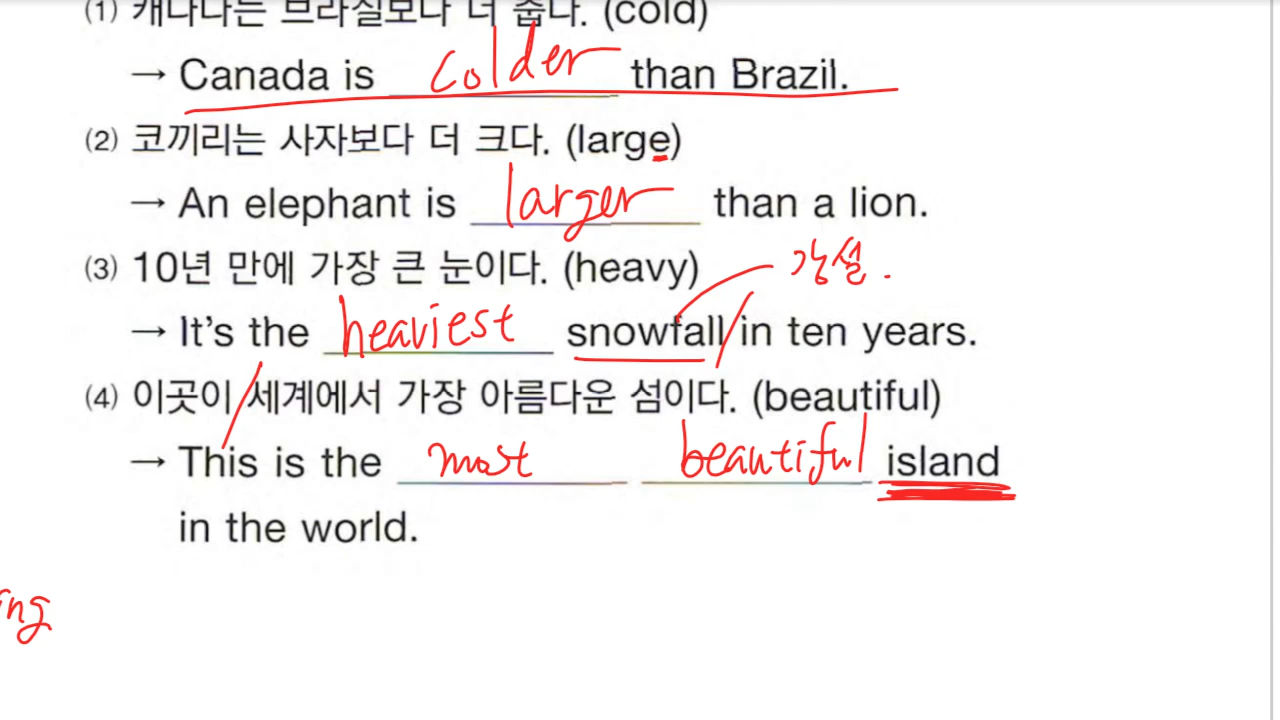 (1) 캐나다는 브라질보다 더 춥다. (cold)
→ Canada is colder than Brazil.
(2) 코끼리는 사자보다 더 크다. (large)
→ An elephant is larger than a lion.
(3) 10년 만에 가장 큰 눈이다. (heavy)
강설.
→ It's the heaviest snowfall in ten years.
(4) 이곳이 세계에서 가장 아름다운 섬이다. (beautiful)
→ This is the most beautiful island
in the world.